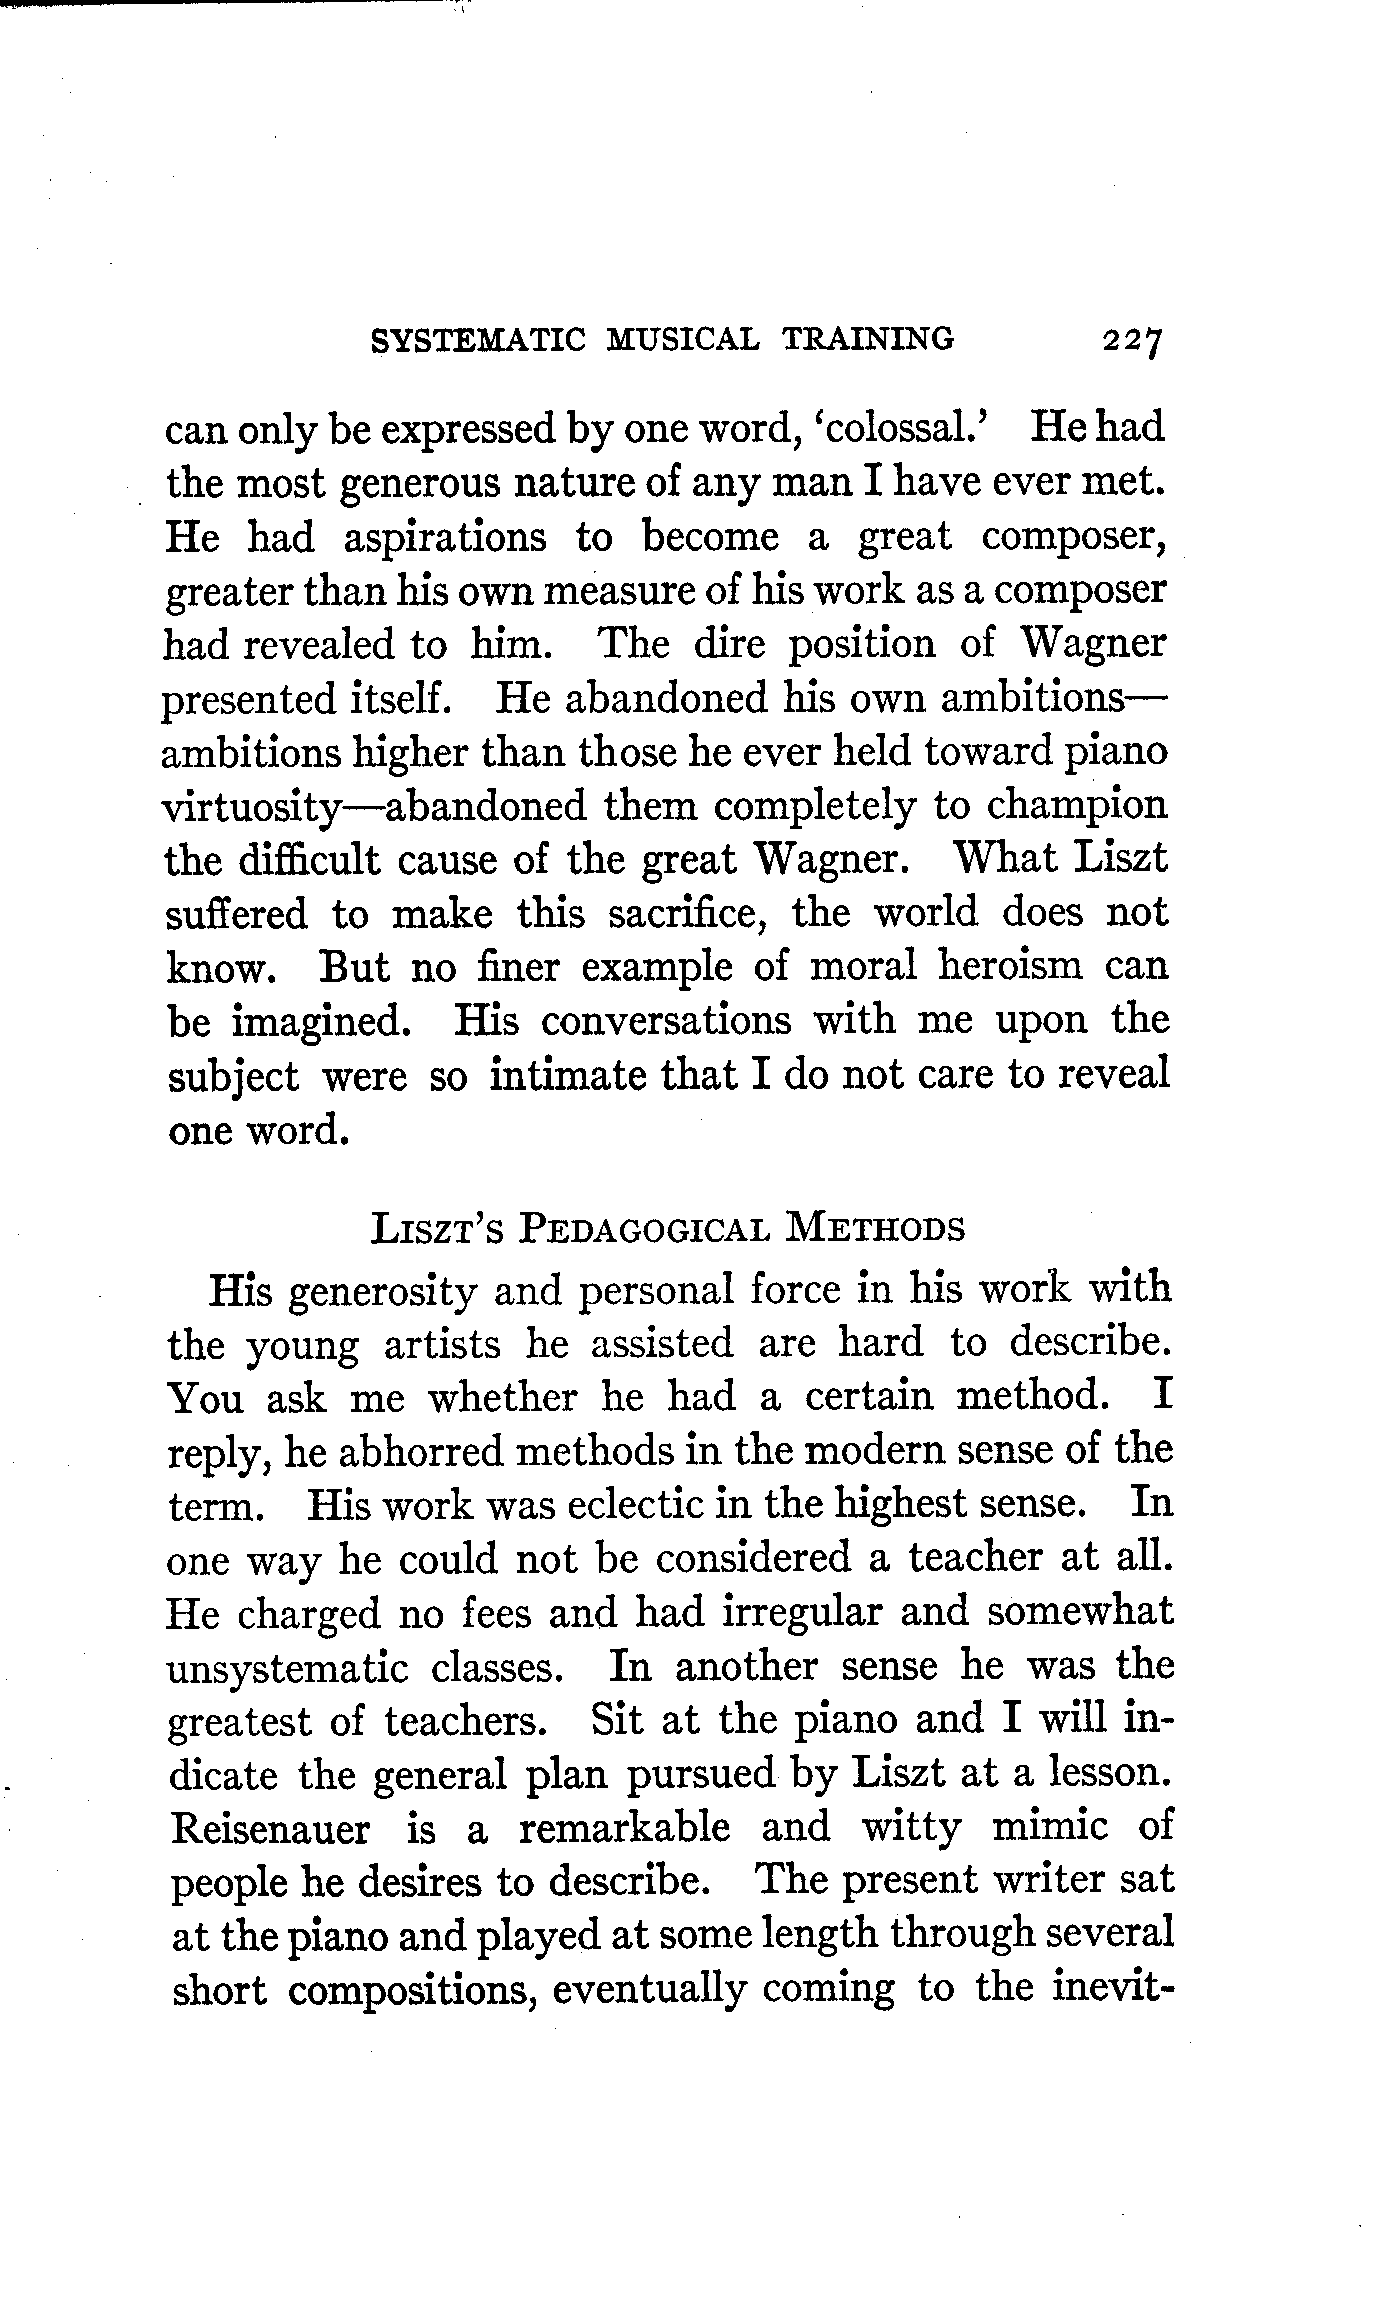 SYSTEMATIC MUSICAL TRAINING 227
can only be expressed by one word, ‘colossal.’ He had
the most generous nature of any man I have ever met.
He had aspirations to become a great composer,
greater than his own measure of his work as a composer
had revealed to him. The dire position of Wagner
presented itself. He abandoned his own ambitions—
ambitions higher than those he ever held toward piano
virtuosity—abandoned them completely to champion
the difficult cause of the great Wagner. What Liszt
suffered to make this sacrifice, the world does not
know. But no finer example of moral heroism can
be imagined. His conversations with me upon the
subject were so intimate that I do not care to reveal
one word.
LISZT’S PEDAGOGICAL METHODS
His generosity and personal force in his work with
the young artists he assisted are hard to describe.
You ask me whether he had a certain method. I
reply, he abhorred methods in the modern sense of the
term. His work was eclectic in the highest sense. In
one way he could not be considered a teacher at all.
He charged no fees and had irregular and somewhat
unsystematic classes. In another sense he was the
greatest of teachers. Sit at the piano and I will in-
dicate the general plan pursued by Liszt at a lesson.
Reisenauer is a remarkable and witty mimic of
people he desires to describe. The present writer sat
at the piano and played at some length through several
short compositions, eventually coming to the inevit-